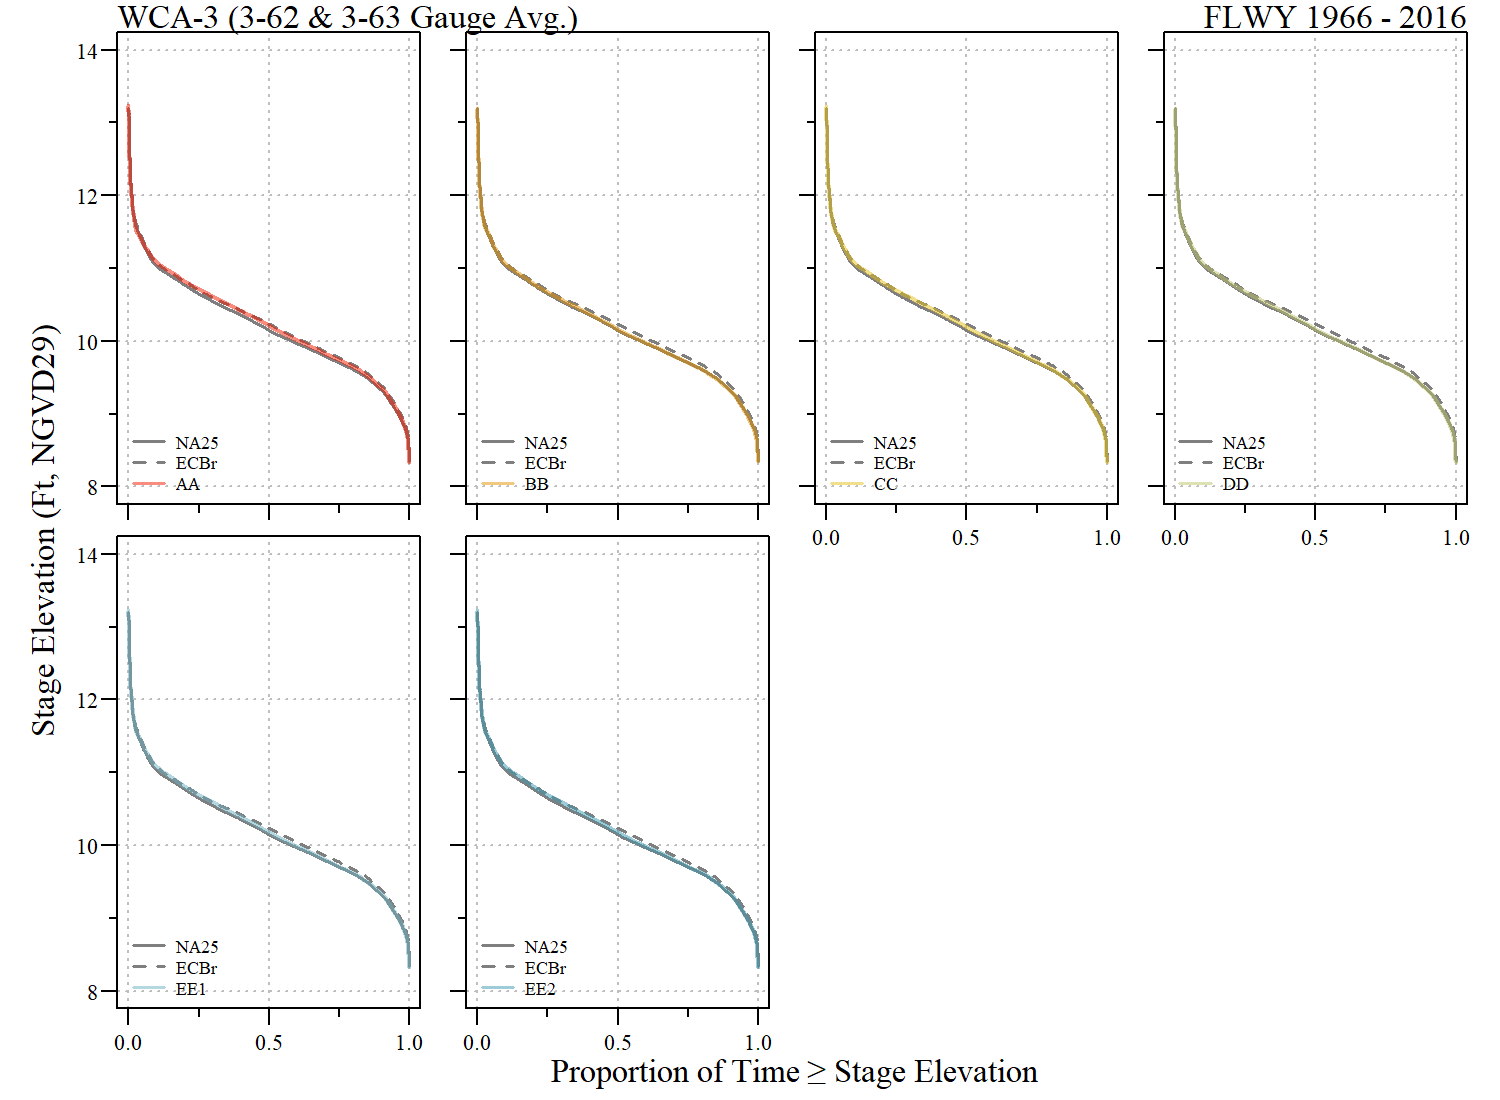 WCA-3 (3-62 & 3-63 Gauge Avg.)
FLWY 1966 - 2016
Stage Elevation (Ft, NGVD29)
14
12
10
8
NA25
ECBr
AA
NA25
ECBr
BB
NA25
ECBr
CC
NA25
ECBr
DD
0.0 0.5 1.0
0.0 0.5 1.0
14
12
10
8
NA25
ECBr
EE1
NA25
ECBr
EE2
0.0 0.5 1.0
0.0 0.5 1.0
Proportion of Time ≥ Stage Elevation